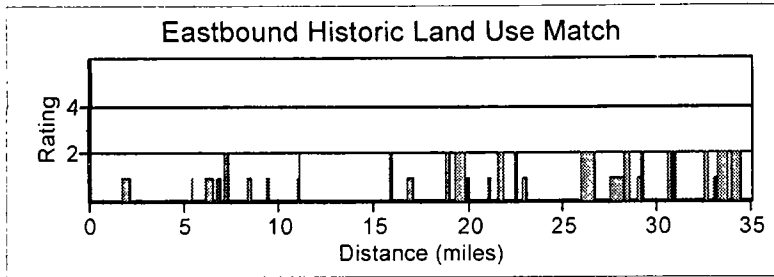 Eastbound Historic Land Use Match
Rating
4
2
0 5 10 15 20 25 30 35
Distance (miles)